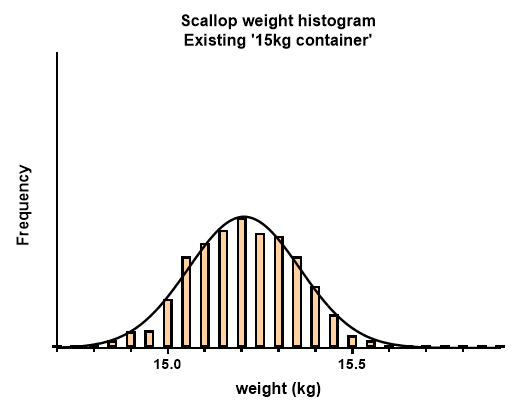 Scallop weight histogram
Existing '15kg container'
Frequency
15.0
15.5
weight (kg)